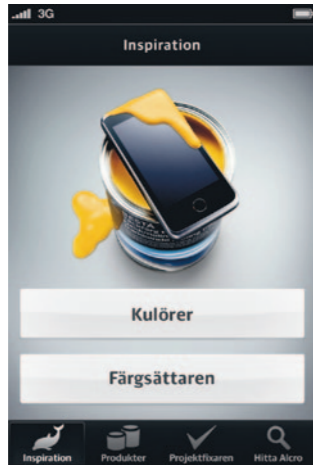 3G
Inspiration
Kulörer
Färgsättaren
Inspiration Produkter Projektfixaren Hitta Alcro